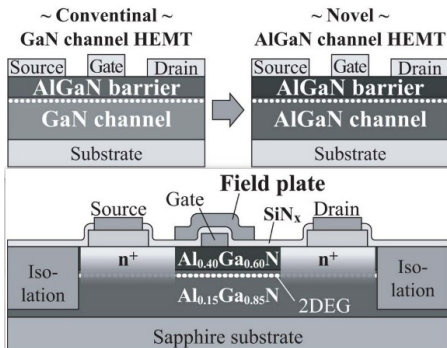 ~ Conventinal ~
GaN channel HEMT
~ Novel ~
AlGaN channel HEMT
Source Gate Drain
AlGaN barrier
GaN channel
Substrate
Source Gate Drain
AlGaN barrier
AlGaN channel
Substrate
Field plate
Gate
SiNₓ
Source
Drain
Iso-
lation
n⁺
Al₀.₄₀Ga₀.₆₀N
n⁺
Iso-
lation
Al₀.₁₅Ga₀.₈₅N
2DEG
Sapphire substrate